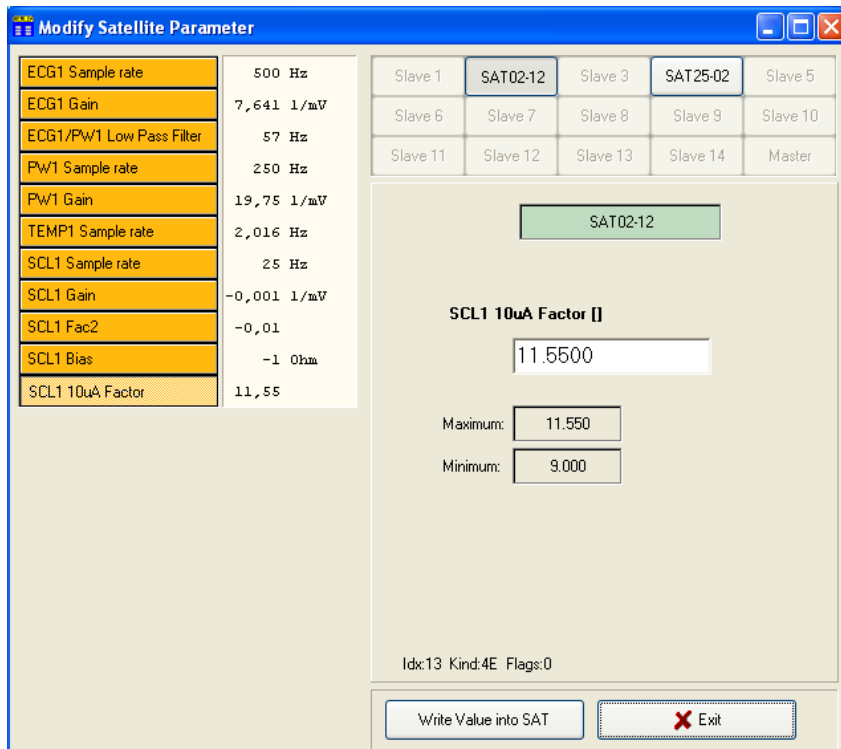 Modify Satellite Parameter
ECG1 Sample rate 500 Hz
ECG1 Gain 7,641 1/mV
ECG1/PW1 Low Pass Filter 57 Hz
PW1 Sample rate 250 Hz
PW1 Gain 19,75 1/mV
TEMP1 Sample rate 2,016 Hz
SCL1 Sample rate 25 Hz
SCL1 Gain -0,001 1/mV
SCL1 Fac2 -0,01
SCL1 Bias -1 Ohm
SCL1 10uA Factor 11,55
Slave 1 SAT02-12 Slave 3 SAT25-02 Slave 5
Slave 6 Slave 7 Slave 8 Slave 9 Slave 10
Slave 11 Slave 12 Slave 13 Slave 14 Master
SAT02-12
SCL1 10uA Factor []
11.5500
Maximum: 11.550
Minimum: 9.000
Idx:13 Kind:4E Flags:0
Write Value into SAT Exit